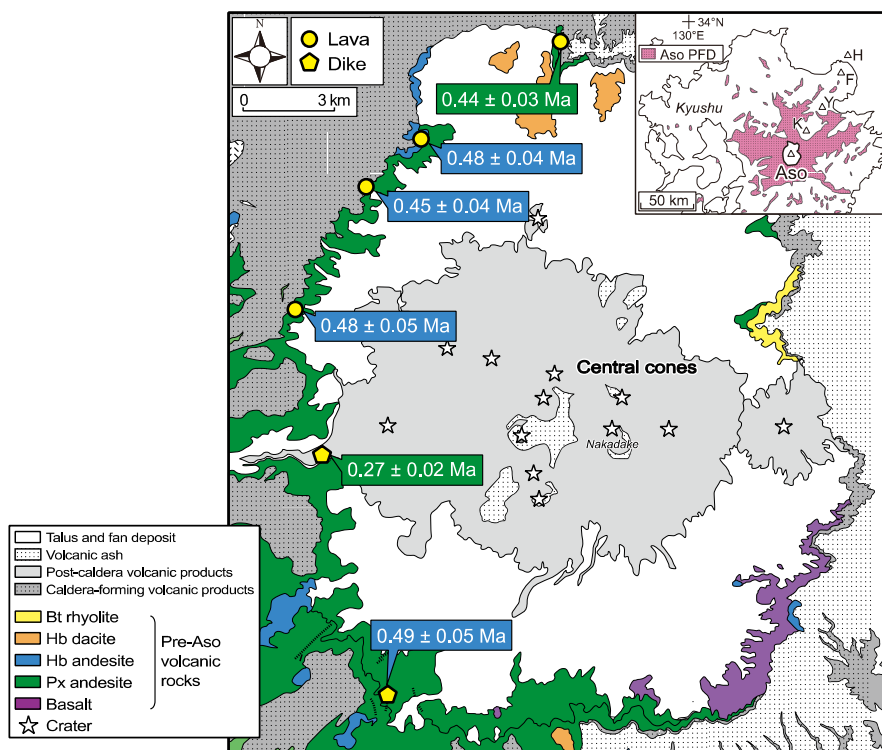 N
Lava
Dike
0 3 km
34°N
130°E
Aso PFD
H
F
Y
K
Kyushu
Aso
50 km
0.44 ± 0.03 Ma
0.48 ± 0.04 Ma
0.45 ± 0.04 Ma
0.48 ± 0.05 Ma
Central cones
Nakadake
0.27 ± 0.02 Ma
0.49 ± 0.05 Ma
Talus and fan deposit
Volcanic ash
Post-caldera volcanic products
Caldera-forming volcanic products
Bt rhyolite
Hb dacite
Hb andesite
Px andesite
Basalt
Pre-Aso
volcanic
rocks
Crater